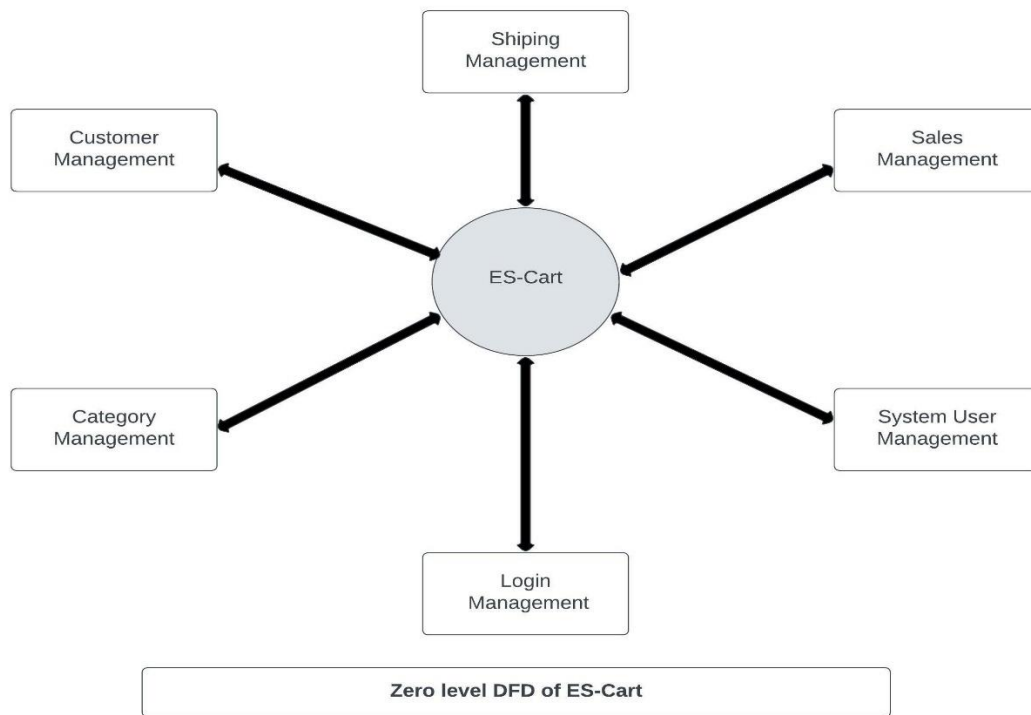 Shiping
Management
Customer
Management
Sales
Management
ES-Cart
Category
Management
System User
Management
Login
Management
Zero level DFD of ES-Cart